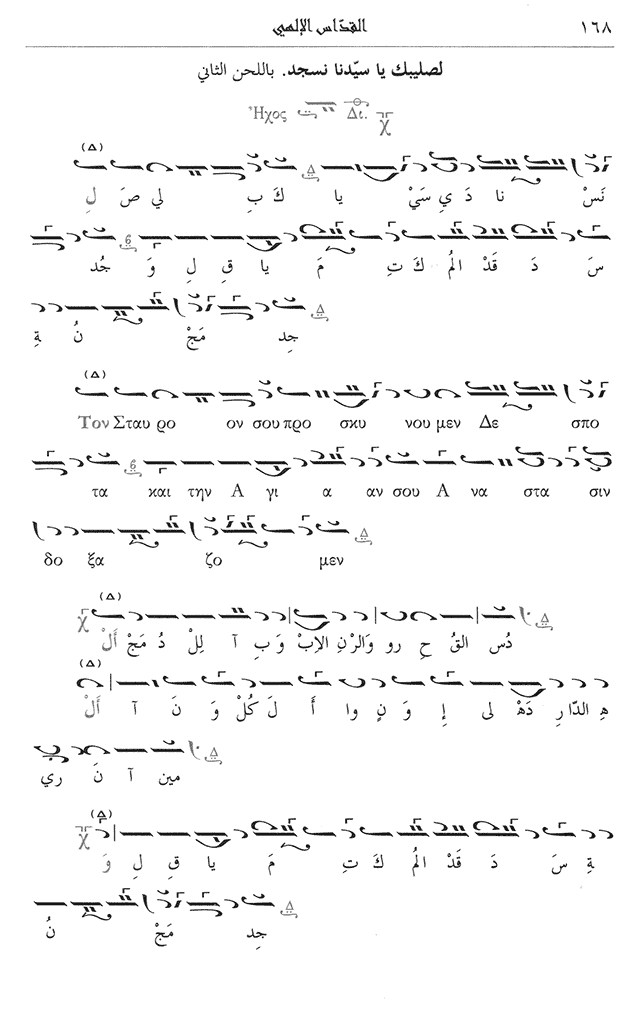 ١٦٨ القدّاس الإلهي
لصليبك يا سيّدنا نسجد. باللحن الثاني
Ἦχος Δι.
لِ صَ لي بِ كَ يا سَيْ يِ دَ نا نَسْ
جُد وَ لِ قِ يا مَ تِ كَ المُ قَدْ دَ سَ
ةِ نُ مَجْ جِد
Τον Σταυ ρο ον σου προ σκυ νου μεν Δε σπο
τα και την Α γι α αν σου Α να στα σιν
δο ξα ζο μεν
أَلْ مَجْ دُ لِلْ آ بِ وَ الاِبْ نِ وَالرْ رو حِ القُ دُس
أَلْ آ نَ وَ كُلْ لَ أَ وا نٍ وَ إِ لى دَهْ رِ الدّا هِ
ري نَ آ مين
وَ لِ قِ يا مَ تِ كَ المُ قَدْ دَ سَ ةِ
نُ مَجْ جِد